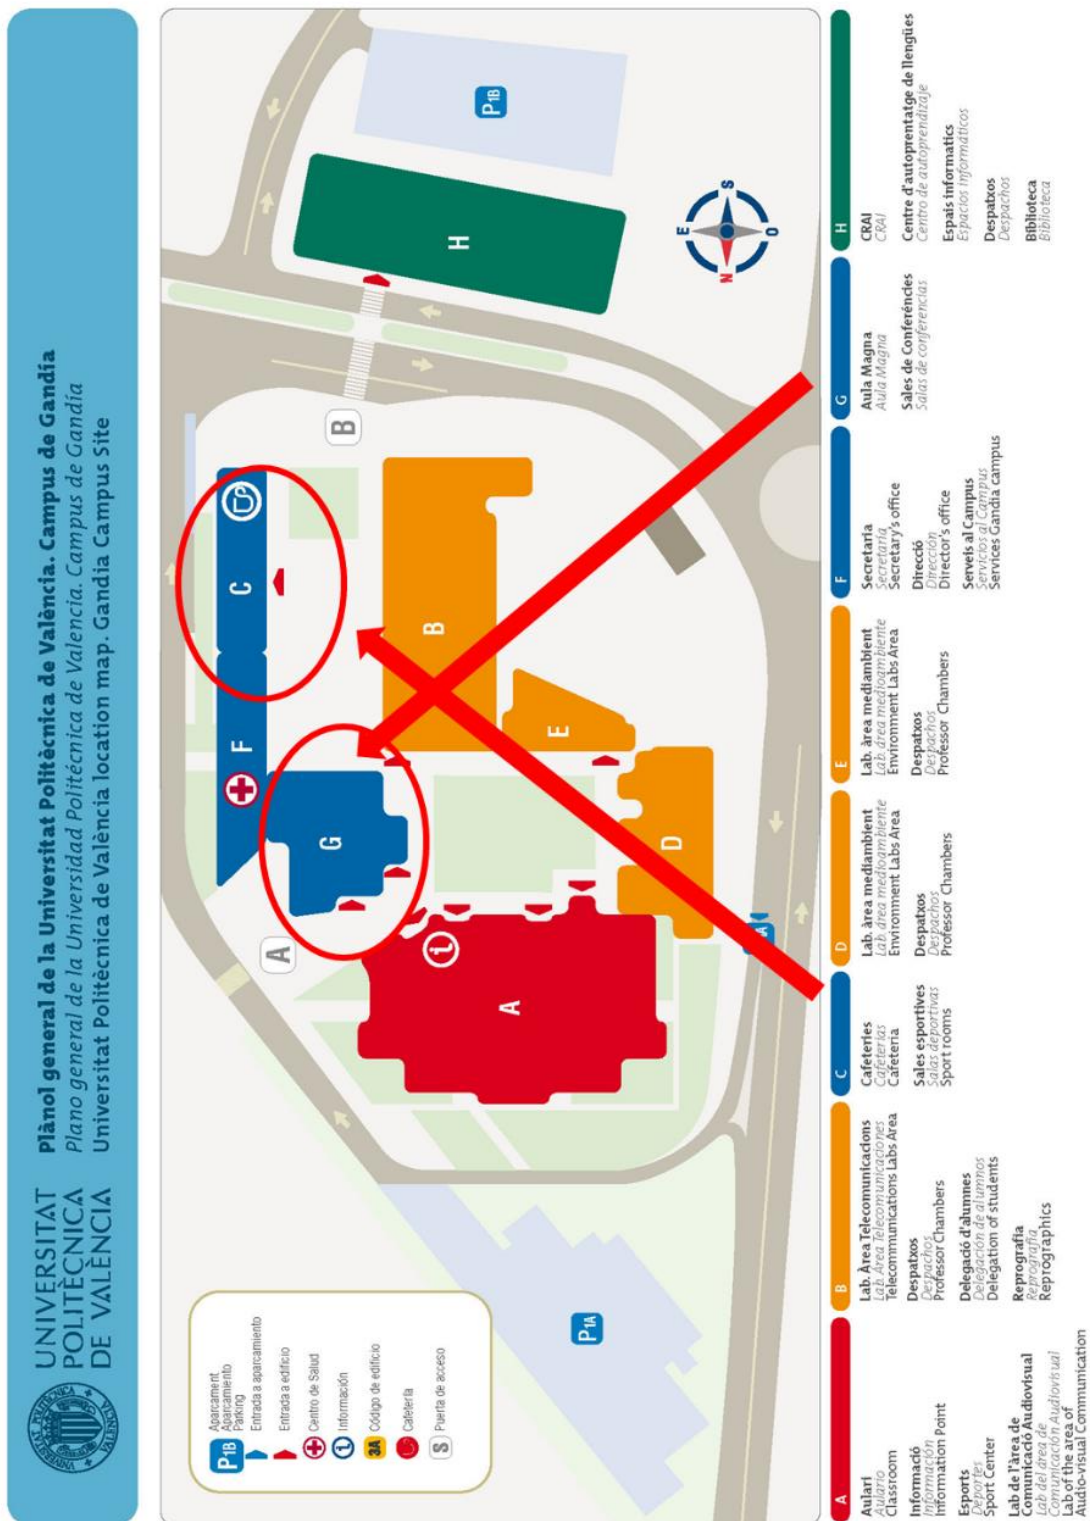 UNIVERSITAT
POLITÈCNICA
DE VALÈNCIA
Plànol general de la Universitat Politècnica de València. Campus de Gandia
Plano general de la Universidad Politécnica de Valencia. Campus de Gandía
Universitat Politècnica de València location map. Gandia Campus Site
P1B
Aparcament
Aparcamiento
Parking
Entrada a aparcamiento
Entrada a edificio
Centro de Salud
Información
3A
Código de edificio
Cafetería
S
Puerta de acceso
P1A
A
A
G
F
C
B
B
E
D
H
P1B
N
E
S
O
A
Aulari
Aulario
Classroom
Informació
Información
Information Point
Esports
Deportes
Sport Center
Lab de l'àrea de
Comunicació Audiovisual
Lab del área de
Comunicación Audiovisual
Lab of the area of
Audio-visual Communication
B
Lab. Àrea Telecomunicacions
Lab. Área Telecomunicaciones
Telecommunications Labs Area
Despatxos
Despachos
Professor Chambers
Delegació d'alumnes
Delegación de alumnos
Delegation of students
Reprografia
Reprografía
Reprographics
C
Cafeteries
Cafeterías
Cafeteria
Sales esportives
Salas deportivas
Sport rooms
D
Lab. àrea mediambient
Lab. área medioambiente
Environment Labs Area
Despatxos
Despachos
Professor Chambers
E
Lab. àrea mediambient
Lab. área medioambiente
Environment Labs Area
Despatxos
Despachos
Professor Chambers
F
Secretaria
Secretaría
Secretary's office
Direcció
Dirección
Director's office
Serveis al Campus
Servicios al Campus
Services Gandia campus
G
Aula Magna
Aula Magna
Sales de Conferéncies
Salas de conferencias
H
CRAI
CRAI
Centre d'autoprentatge de llengües
Centro de autoprendizaje
Espais informatics
Espacios informáticos
Despatxos
Despachos
Biblioteca
Biblioteca